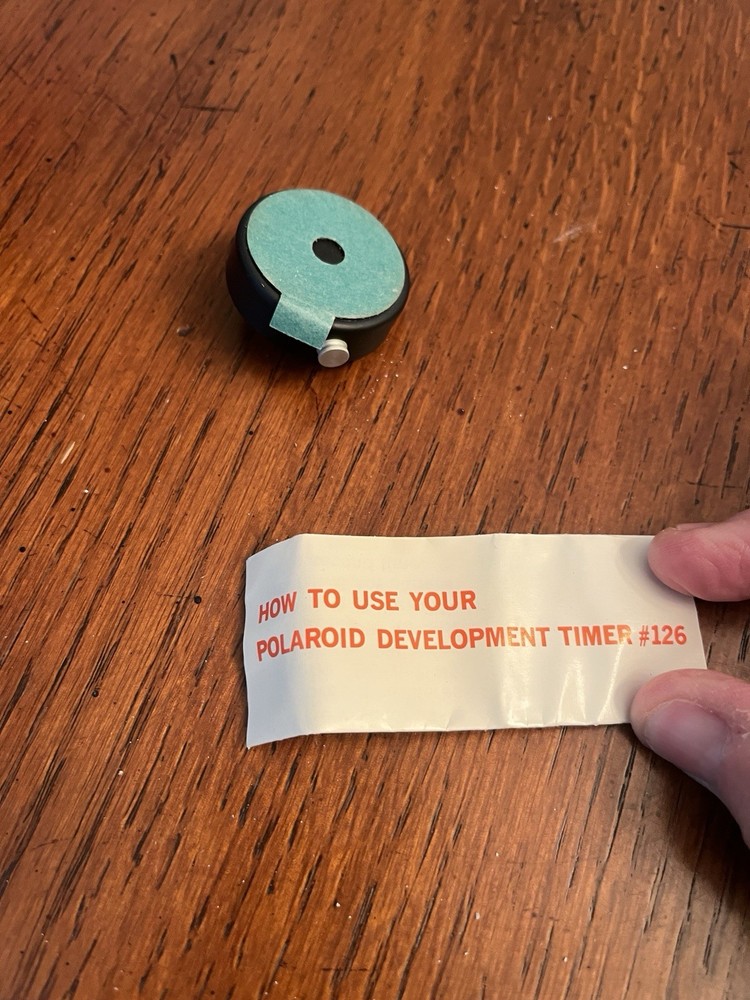 HOW TO USE YOUR
POLAROID DEVELOPMENT TIMER #126